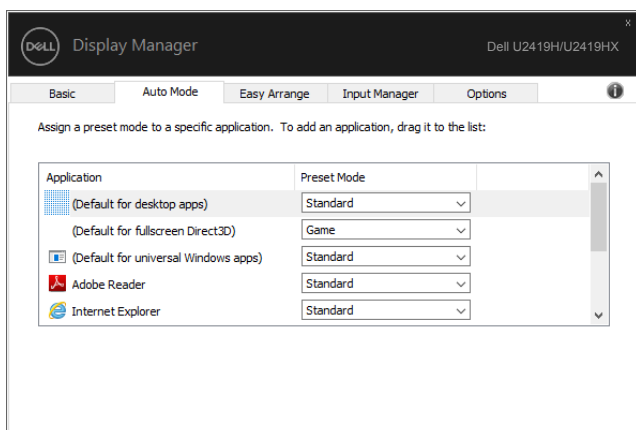 x
DELL Display Manager Dell U2419H/U2419HX
Basic Auto Mode Easy Arrange Input Manager Options i
Assign a preset mode to a specific application. To add an application, drag it to the list:
Application Preset Mode
(Default for desktop apps) Standard
(Default for fullscreen Direct3D) Game
(Default for universal Windows apps) Standard
Adobe Reader Standard
Internet Explorer Standard